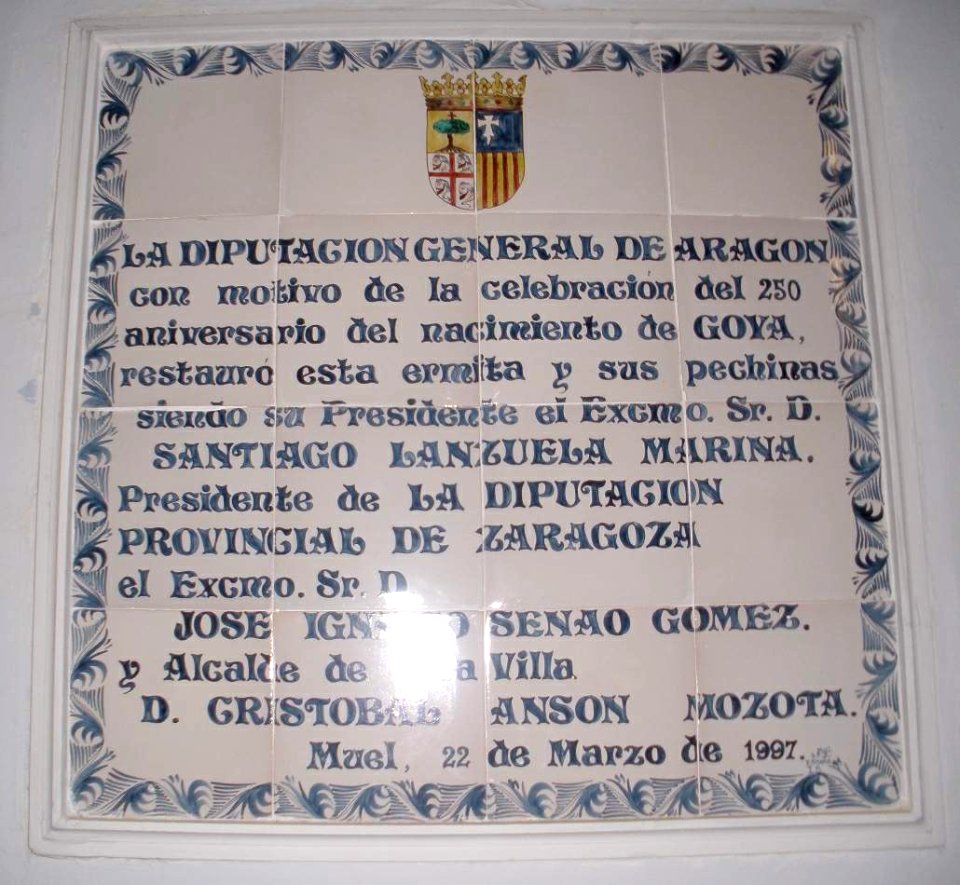 LA DIPUTACION GENERAL DE ARAGON
con motivo de la celebración del 250
aniversario del nacimiento de GOYA,
restauró esta ermita y sus pechinas
siendo su Presidente el Excmo. Sr. D.
SANTIAGO LANZUELA MARINA.
Presidente de LA DIPUTACION
PROVINCIAL DE ZARAGOZA
el Excmo. Sr. D.
JOSE SENAO GOMEZ.
y Alcalde de Villa
D. CRISTOBAL ANSON MOZOTA.
Muel, 22 de Marzo de 1997.